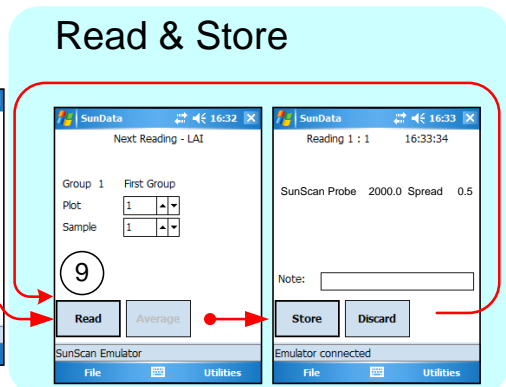 Read & Store
SunData 16:32
Next Reading - LAI
Group 1 First Group
Plot 1
Sample 1
9
Read Average
SunScan Emulator
File Utilities
SunData 16:33
Reading 1 : 1 16:33:34
SunScan Probe 2000.0 Spread 0.5
Note:
Store Discard
Emulator connected
File Utilities